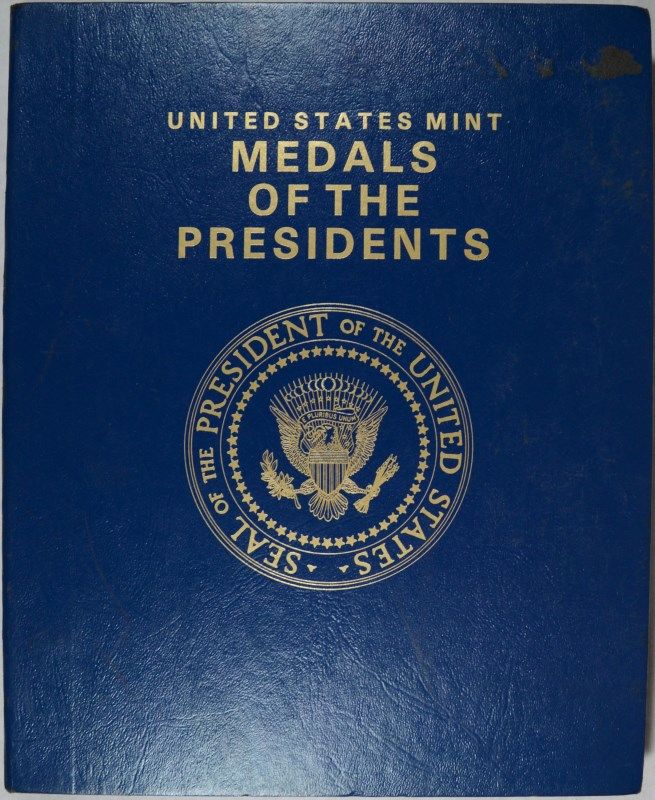 UNITED STATES MINT
MEDALS
OF THE
PRESIDENTS
SEAL OF THE PRESIDENT OF THE UNITED STATES
PLURIBUS UNUM